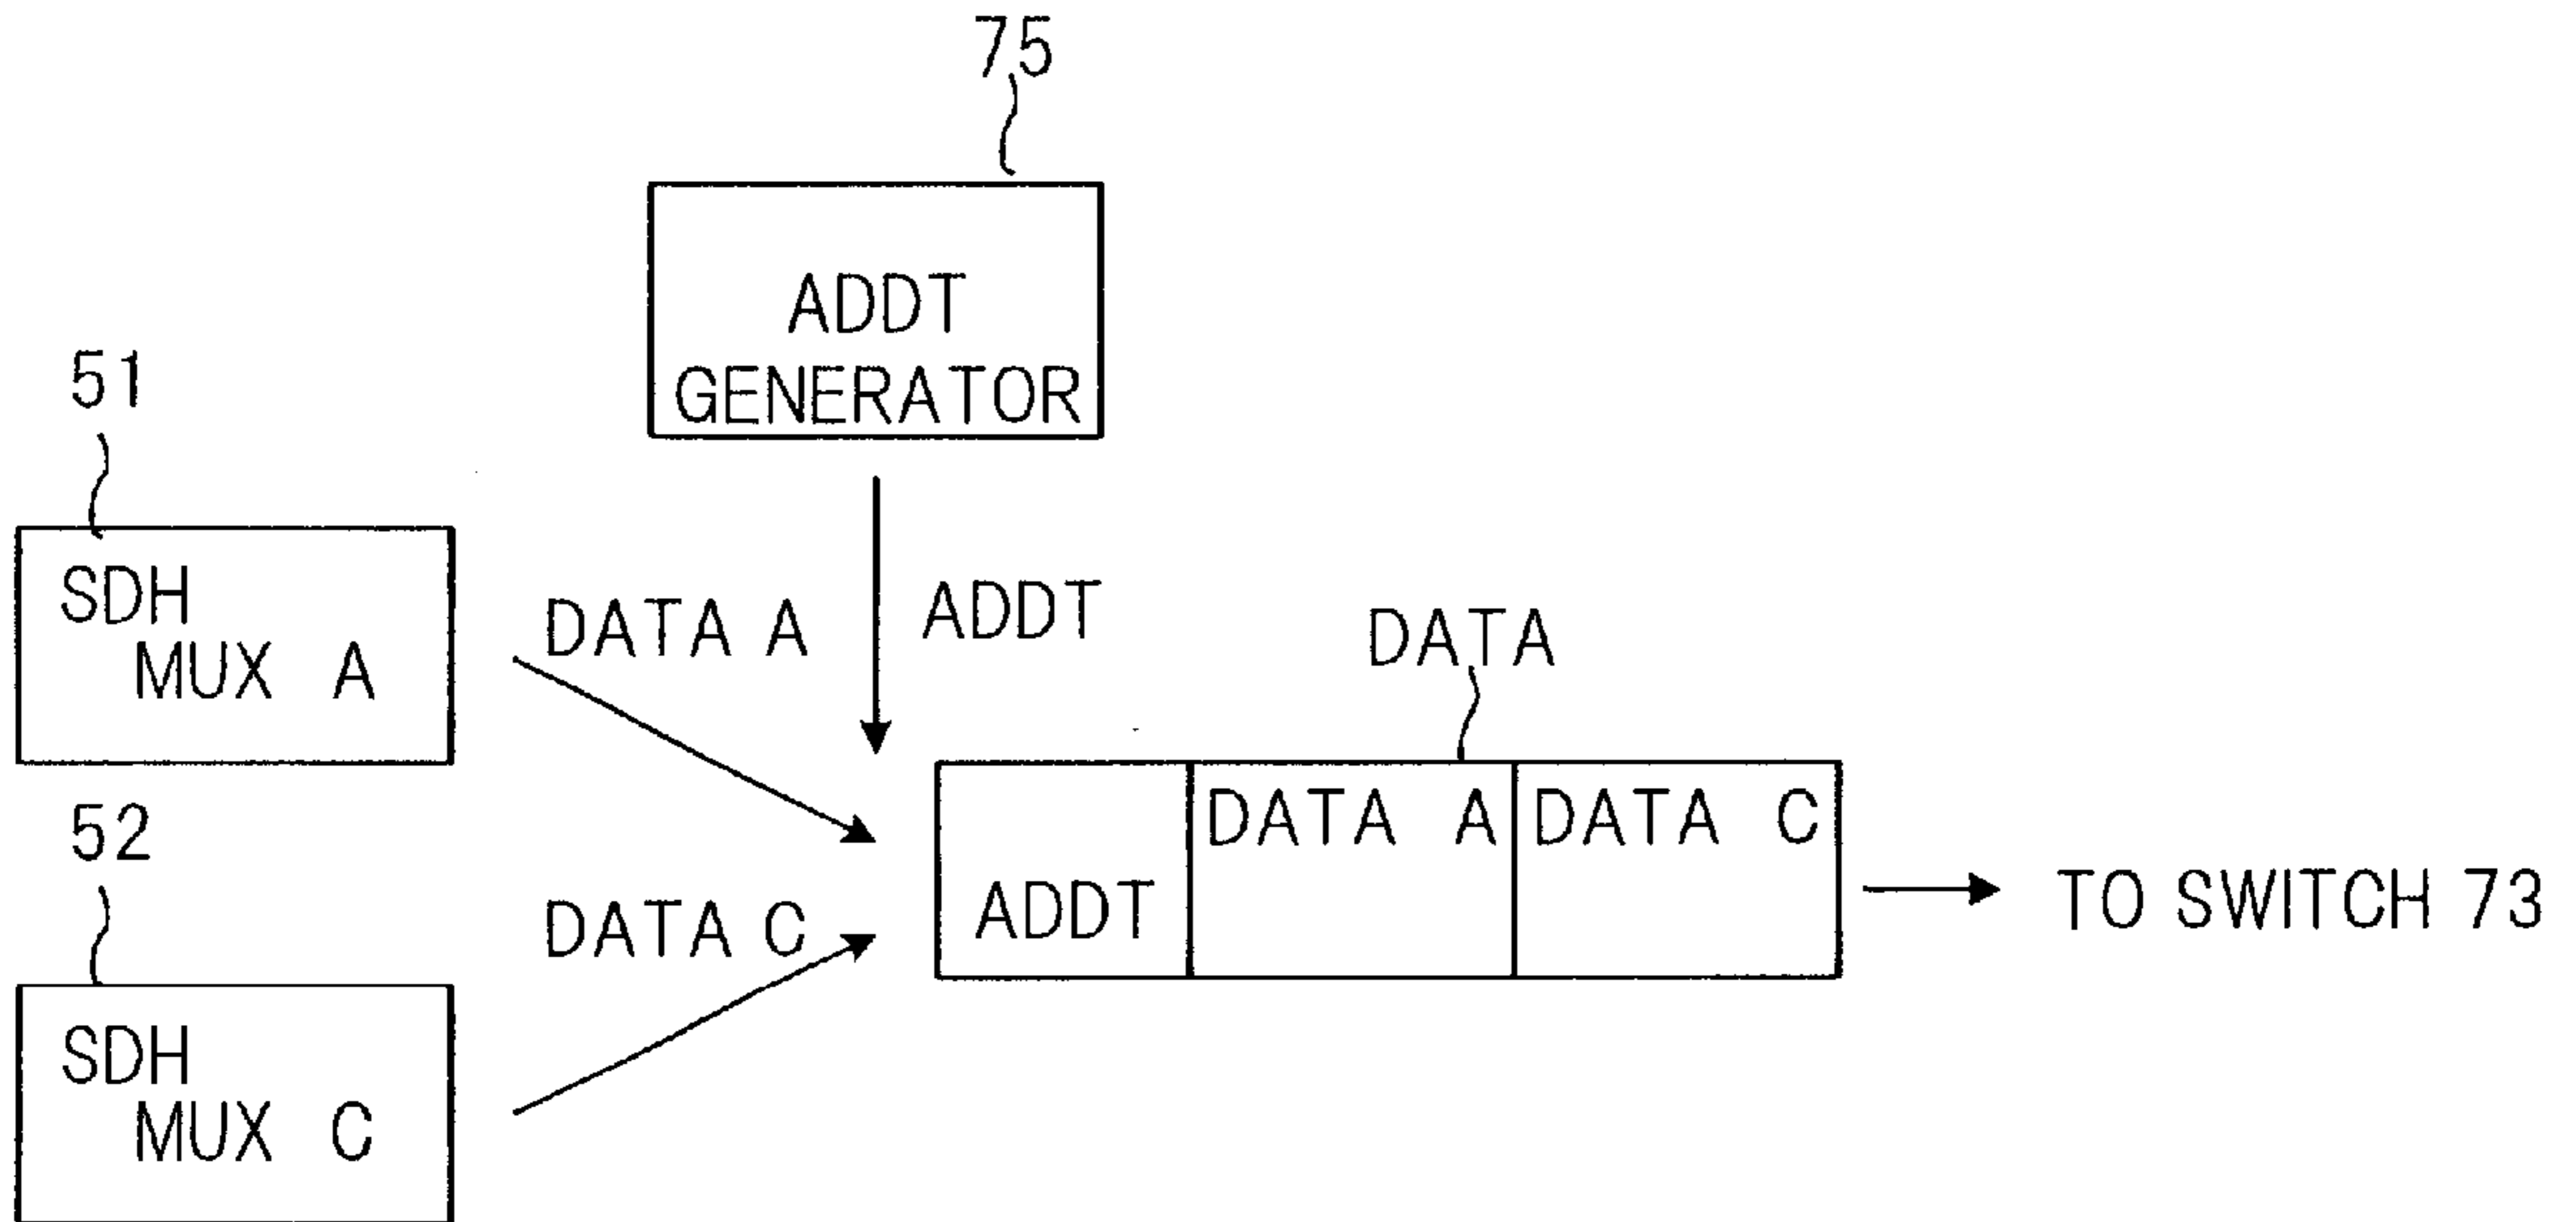 75
ADDT
GENERATOR
51
SDH
MUX A
DATA A
ADDT
DATA
52
DATA A
DATA C
ADDT
DATA C
TO SWITCH 73
SDH
MUX C